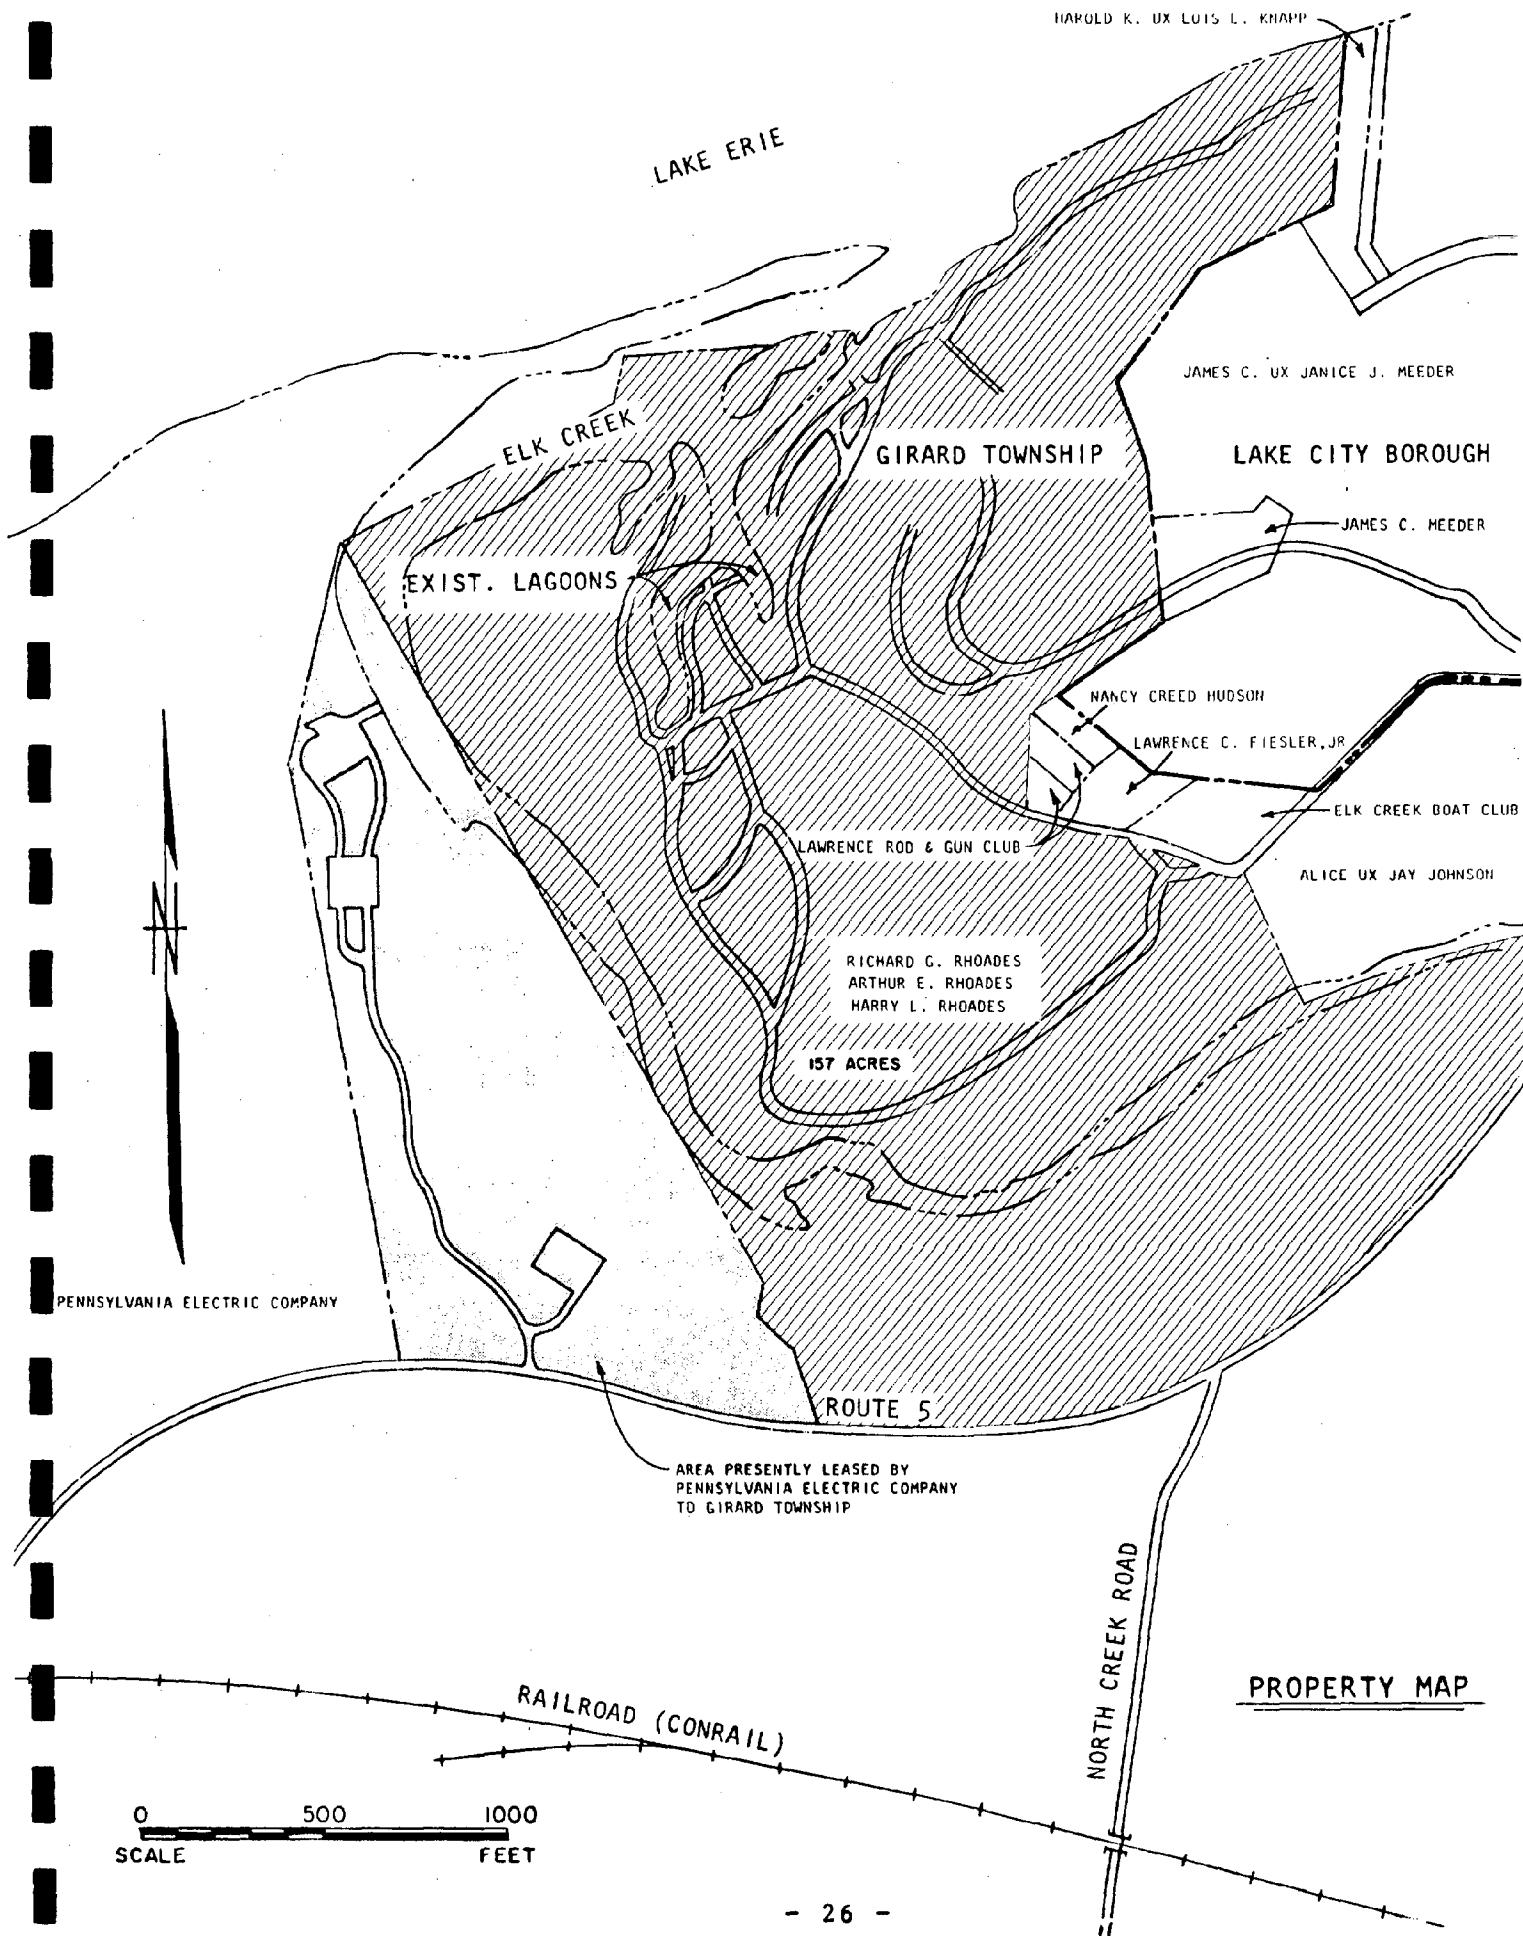 HAROLD K. UX LOIS L. KNAPP
LAKE ERIE
JAMES C. UX JANICE J. MEEDER
ELK CREEK
GIRARD TOWNSHIP
LAKE CITY BOROUGH
JAMES C. MEEDER
EXIST. LAGOONS
NANCY CREED HUDSON
LAWRENCE C. FIESLER, JR
ELK CREEK BOAT CLUB
LAWRENCE ROD & GUN CLUB
ALICE UX JAY JOHNSON
N
RICHARD G. RHOADES
ARTHUR E. RHOADES
HARRY L. RHOADES
157 ACRES
PENNSYLVANIA ELECTRIC COMPANY
ROUTE 5
AREA PRESENTLY LEASED BY
PENNSYLVANIA ELECTRIC COMPANY
TO GIRARD TOWNSHIP
NORTH CREEK ROAD
PROPERTY MAP
RAILROAD (CONRAIL)
0 500 1000
SCALE FEET
- 26 -